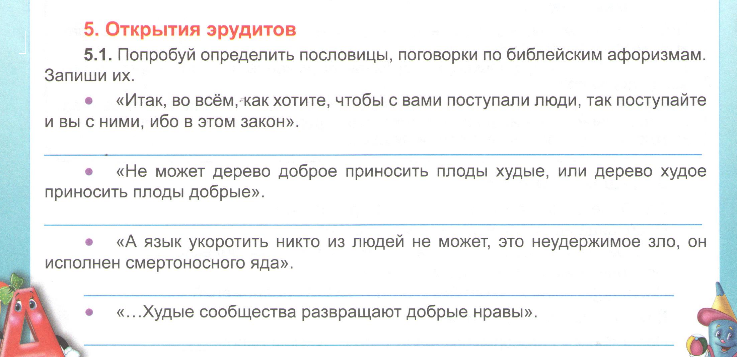 5. Открытия эрудитов
5.1. Попробуй определить пословицы, поговорки по библейским афоризмам.
Запиши их.
• «Итак, во всём, как хотите, чтобы с вами поступали люди, так поступайте
и вы с ними, ибо в этом закон».
• «Не может дерево доброе приносить плоды худые, или дерево худое
приносить плоды добрые».
• «А язык укоротить никто из людей не может, это неудержимое зло, он
исполнен смертоносного яда».
• «…Худые сообщества развращают добрые нравы».